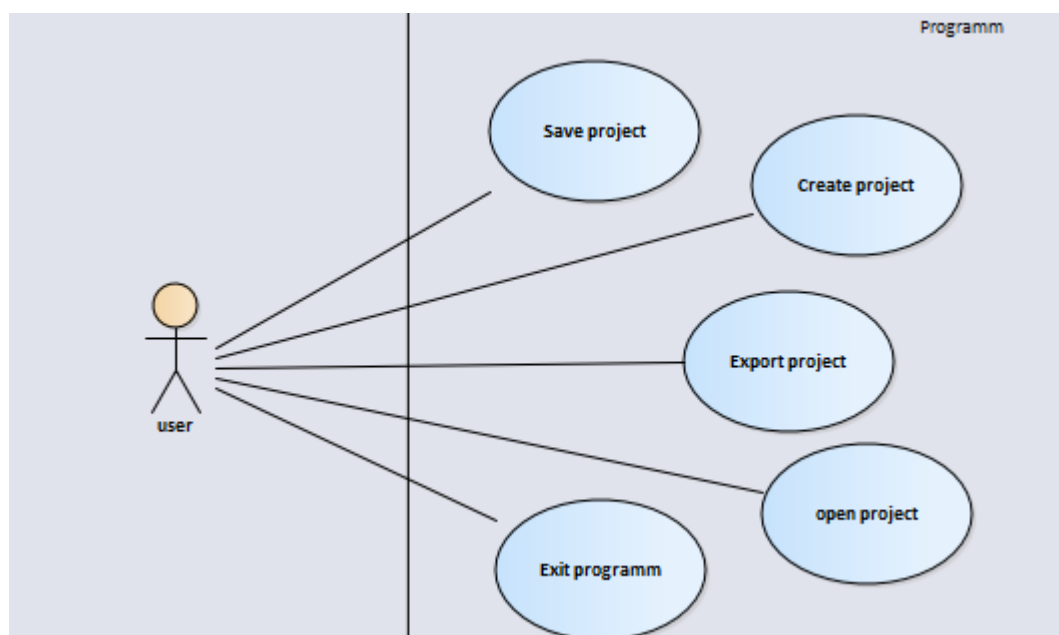 Programm
Save project
Create project
Export project
user
open project
Exit programm